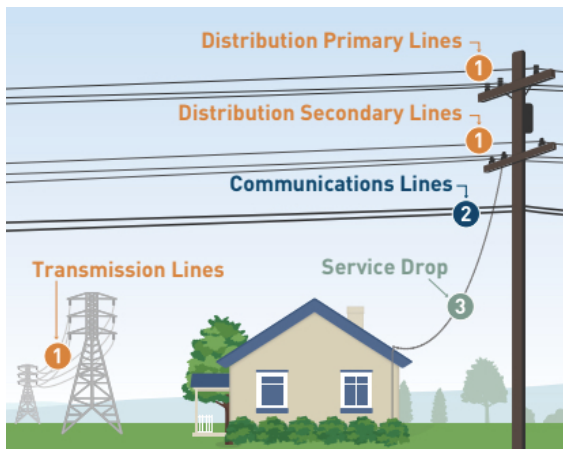 Distribution Primary Lines
1
Distribution Secondary Lines
1
Communications Lines
2
Transmission Lines
1
Service Drop
3